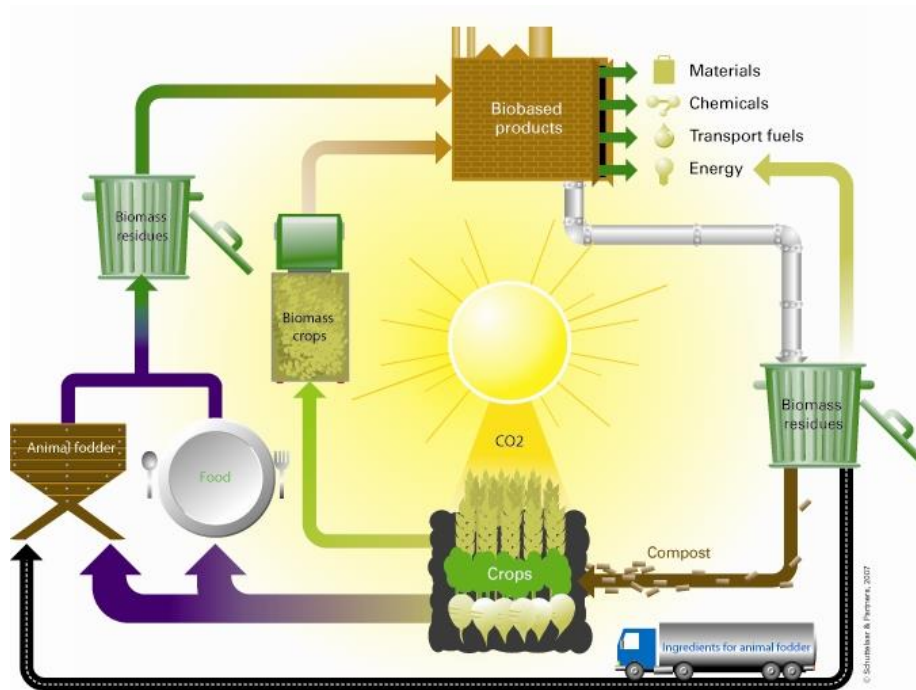 Biobased
products
Materials
Chemicals
Transport fuels
Energy
Biomass
residues
Biomass
crops
Biomass
residues
Animal fodder
Food
CO2
Crops
Compost
Ingredients for animal fodder
© Schuttelaar & Partners, 2007